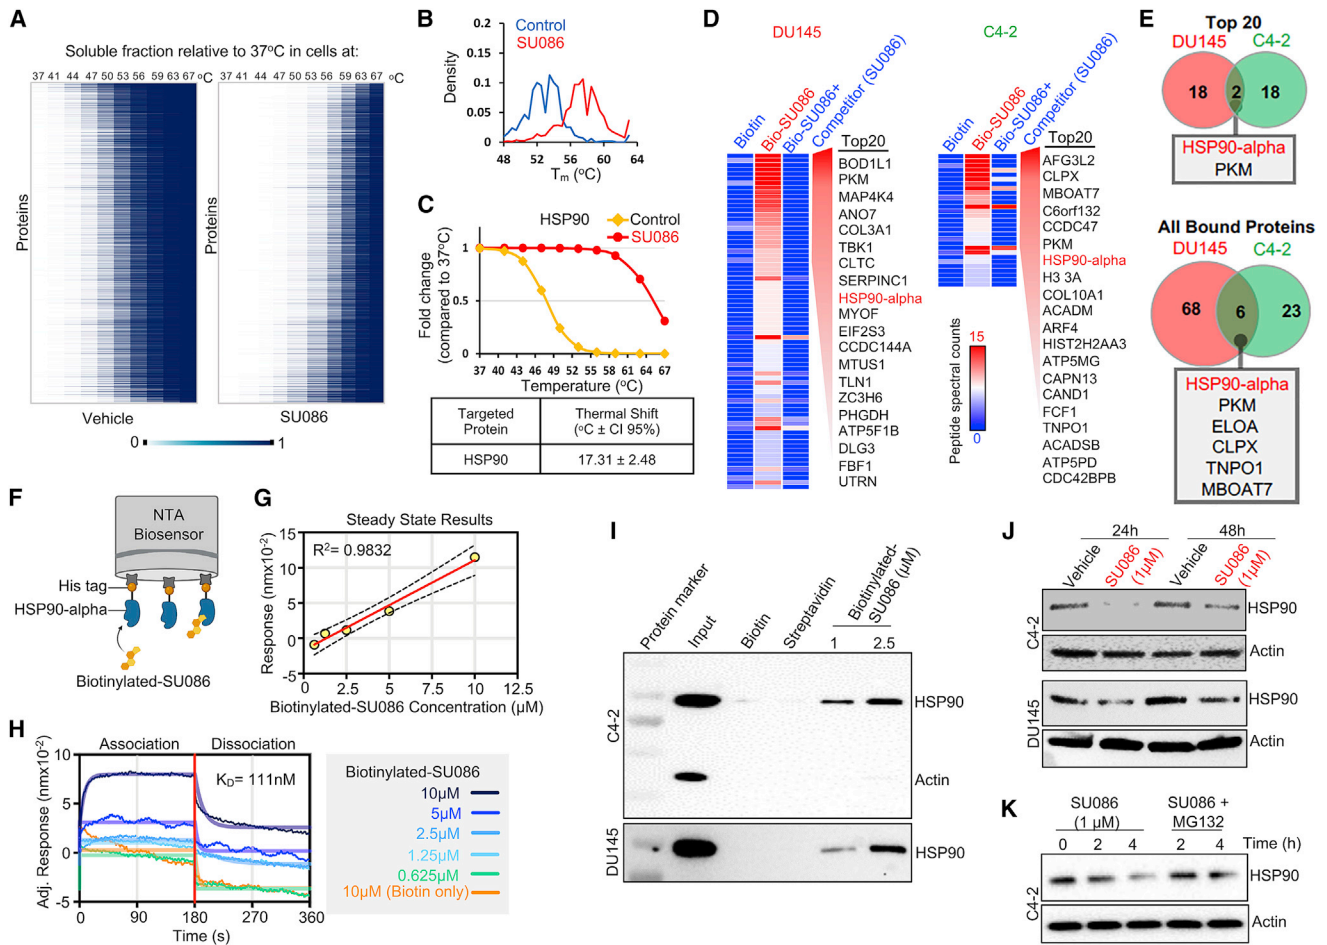 A
Soluble fraction relative to 37ºC in cells at:
37 41 44 47 50 53 56 59 63 67 ºC
37 41 44 47 50 53 56 59 63 67 ºC
Proteins
Proteins
Vehicle
SU086
0 1
B
Control
SU086
Density
0.2
0.15
0.1
0.05
0
48 52 56 60 64
Tm (ºC)
C
HSP90
Control
SU086
Fold change
(compared to 37ºC)
1
0.5
0
37 41 43 46 49 52 55 58 61 64 67
Temperature (ºC)
Targeted Protein
Thermal Shift (ºC ± CI 95%)
HSP90
17.31 ± 2.48
D
DU145
C4-2
Biotin
Bio-SU086
Bio-SU086+
Competitor (SU086)
Top20
BOD1L1
PKM
MAP4K4
ANO7
COL3A1
TBK1
CLTC
SERPINC1
HSP90-alpha
MYOF
EIF2S3
CCDC144A
MTUS1
TLN1
ZC3H6
PHGDH
ATP5F1B
DLG3
FBF1
UTRN
Biotin
Bio-SU086
Bio-SU086+
Competitor (SU086)
Top20
AFG3L2
CLPX
MBOAT7
C6orf132
CCDC47
PKM
HSP90-alpha
H3 3A
COL10A1
ACADM
ARF4
HIST2H2AA3
ATP5MG
CAPN13
CAND1
FCF1
TNPO1
ACADSB
ATP5PD
CDC42BPB
Peptide spectral counts
15
0
E
Top 20
DU145
C4-2
18 2 18
HSP90-alpha
PKM
All Bound Proteins
DU145
C4-2
68 6 23
HSP90-alpha
PKM
ELOA
CLPX
TNPO1
MBOAT7
F
NTA
Biosensor
His tag
HSP90-alpha
Biotinylated-SU086
G
Steady State Results
R2= 0.9832
Response (nmx10-2)
15
10
5
0
-5
0 2.5 5 7.5 10 12.5
Biotinylated-SU086 Concentration (µM)
H
Association
Dissociation
KD= 111nM
Adj. Response (nmx10-2)
10
5
0
-5
0 90 180 270 360
Time (s)
Biotinylated-SU086
10µM
5µM
2.5µM
1.25µM
0.625µM
10µM (Biotin only)
I
Protein marker
Input
Biotin
Streptavidin
Biotinylated-
SU086 (µM)
1 2.5
C4-2
HSP90
Actin
DU145
HSP90
J
24h
48h
Vehicle
SU086
(1µM)
Vehicle
SU086
(1µM)
C4-2
HSP90
Actin
DU145
HSP90
Actin
K
SU086
(1 µM)
SU086 +
MG132
0 2 4 2 4 Time (h)
C4-2
HSP90
Actin